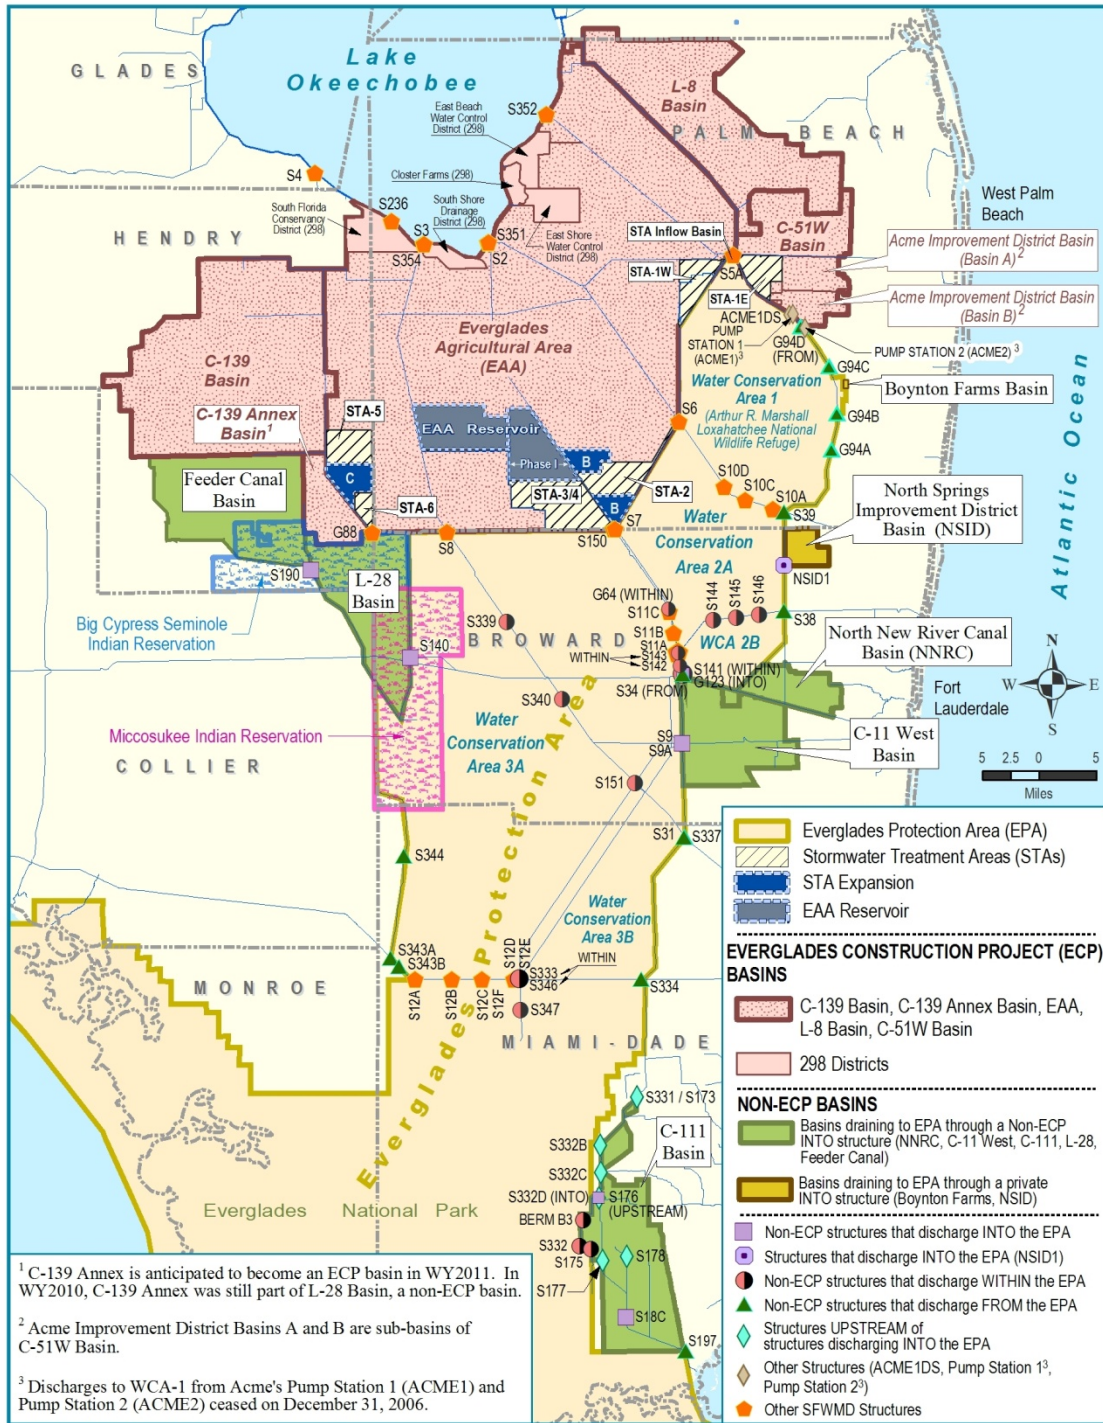 Lake
Okeechobee
GLADES
L-8
Basin
PALM BEACH
East Beach
Water Control
District (298)
S352
S4
Closter Farms (298)
South Florida
Conservancy
District (298)
S236
South Shore
Drainage
District (298)
S3
S354
S351
S2
East Shore
Water Control
District (298)
HENDRY
West Palm
Beach
STA Inflow Basin
C-51W
Basin
STA-1W
S5A
STA-1E
Acme Improvement District Basin
(Basin A)²
Acme Improvement District Basin
(Basin B)²
ACME1DS
PUMP
STATION 1
(ACME1)³
G94D
(FROM)
PUMP STATION 2 (ACME2) ³
Everglades
Agricultural Area
(EAA)
C-139
Basin
C-139 Annex
Basin¹
STA-5
EAA Reservoir
Phase I
B
C
STA-3/4
STA-2
B
STA-6
Water Conservation
Area 1
(Arthur R. Marshall
Loxahatchee National
Wildlife Refuge)
G94C
Boynton Farms Basin
G94B
G94A
S6
S10D
S10C
S10A
S39
Feeder Canal
Basin
North Springs
Improvement District
Basin (NSID)
Atlantic Ocean
G88
S8
S150
S7
Water
Conservation
Area 2A
NSID1
S190
L-28
Basin
Big Cypress Seminole
Indian Reservation
G64 (WITHIN)
S11C
S11B
S11A
S144
S145
S146
S38
WCA 2B
S339
BROWARD
WITHIN
S143
S142
S141 (WITHIN)
G123 (INTO)
S34 (FROM)
North New River Canal
Basin (NNRC)
S140
Fort
Lauderdale
N
W
E
S
S340
Miccosukee Indian Reservation
COLLIER
Water
Conservation
Area 3A
S9
S9A
C-11 West
Basin
5 2.5 0 5
Miles
S151
S31
S337
S344
Everglades Protection Area
Water
Conservation
Area 3B
WITHIN
S343A
S343B
S12A
S12B
S12C
S12F
S12D
S12E
S333
S346
S334
S347
MONROE
MIAMI-DADE
S331 / S173
C-111
Basin
S332B
S332C
S332D (INTO)
S176
(UPSTREAM)
BERM B3
S332
S175
S178
S177
S18C
S197
Everglades National Park
Everglades Protection Area (EPA)
Stormwater Treatment Areas (STAs)
STA Expansion
EAA Reservoir
EVERGLADES CONSTRUCTION PROJECT (ECP)
BASINS
C-139 Basin, C-139 Annex Basin, EAA,
L-8 Basin, C-51W Basin
298 Districts
NON-ECP BASINS
Basins draining to EPA through a Non-ECP
INTO structure (NNRC, C-11 West, C-111, L-28,
Feeder Canal)
Basins draining to EPA through a private
INTO structure (Boynton Farms, NSID)
Non-ECP structures that discharge INTO the EPA
Structures that discharge INTO the EPA (NSID1)
Non-ECP structures that discharge WITHIN the EPA
Non-ECP structures that discharge FROM the EPA
Structures UPSTREAM of
structures discharging INTO the EPA
Other Structures (ACME1DS, Pump Station 1³,
Pump Station 2³)
Other SFWMD Structures
¹ C-139 Annex is anticipated to become an ECP basin in WY2011. In
WY2010, C-139 Annex was still part of L-28 Basin, a non-ECP basin.
² Acme Improvement District Basins A and B are sub-basins of
C-51W Basin.
³ Discharges to WCA-1 from Acme's Pump Station 1 (ACME1) and
Pump Station 2 (ACME2) ceased on December 31, 2006.